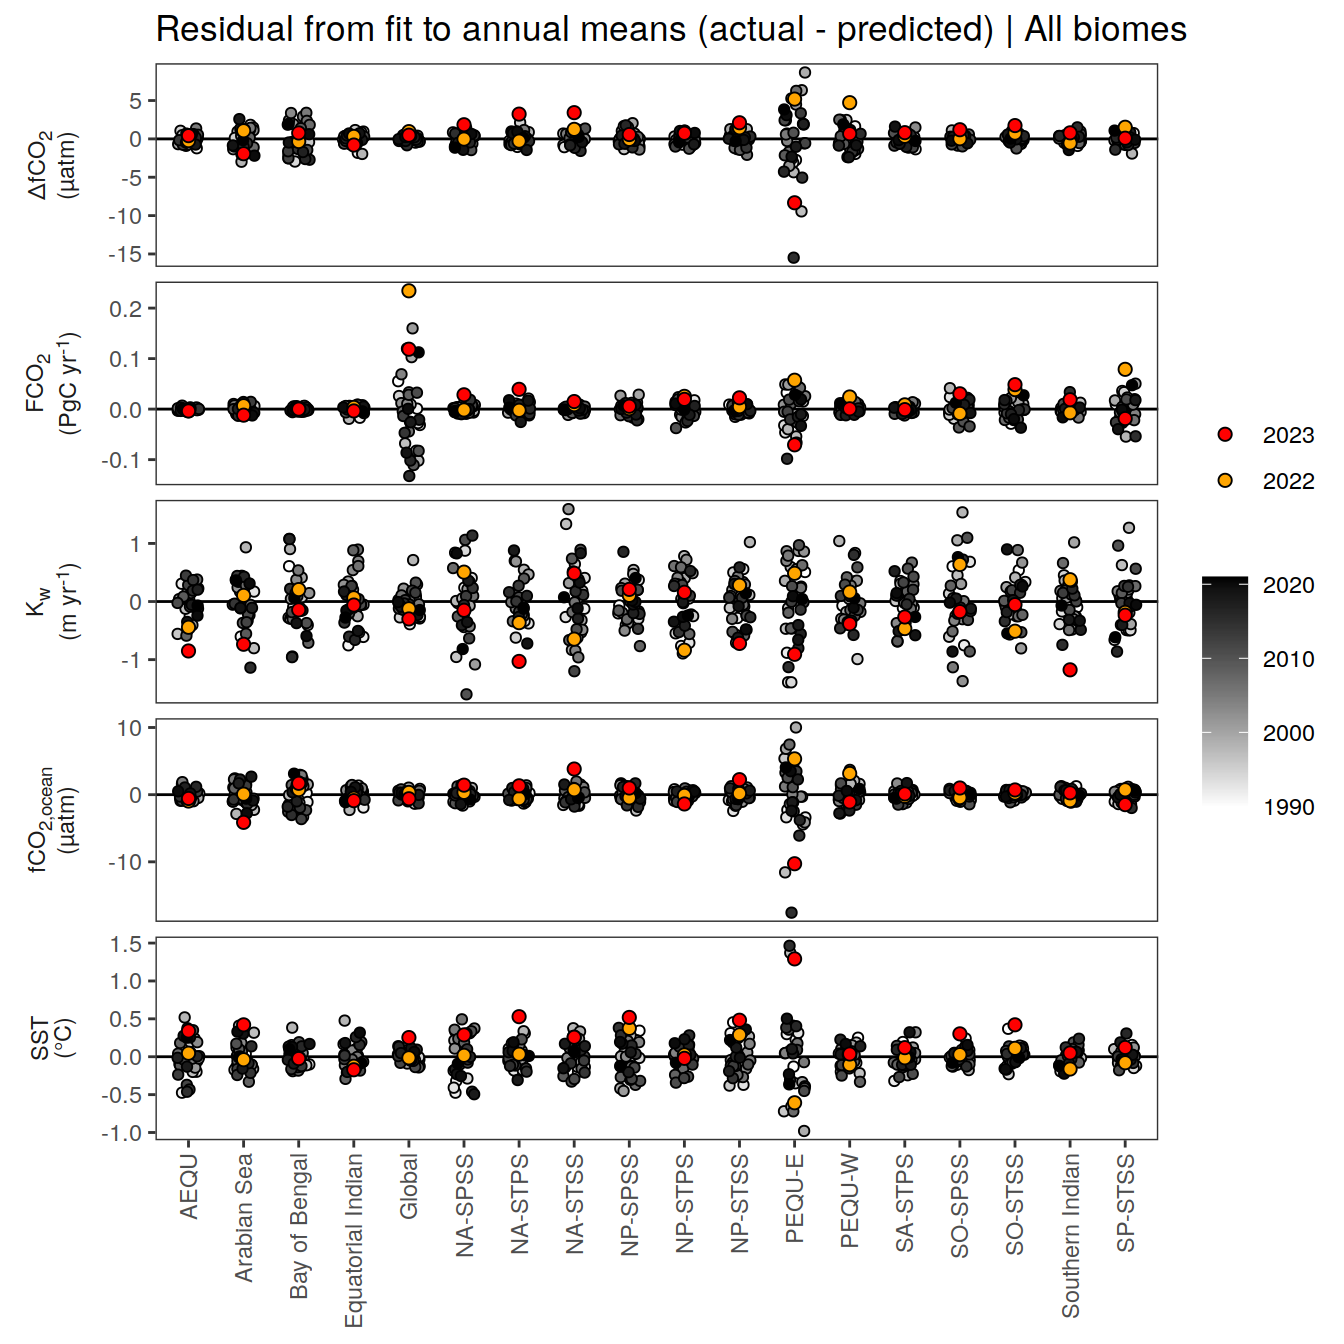 Residual from fit to annual means (actual - predicted) | All biomes
ΔfCO2
(µatm)
5
0
-5
-10
-15
FCO2
(PgC yr-1)
0.2
0.1
0.0
-0.1
Kw
(m yr-1)
1
0
-1
fCO2,ocean
(µatm)
10
0
-10
SST
(°C)
1.5
1.0
0.5
0.0
-0.5
-1.0
AEQU
Arabian Sea
Bay of Bengal
Equatorial Indian
Global
NA-SPSS
NA-STPS
NA-STSS
NP-SPSS
NP-STPS
NP-STSS
PEQU-E
PEQU-W
SA-STPS
SO-SPSS
SO-STSS
Southern Indian
SP-STSS
2023
2022
2020
2010
2000
1990